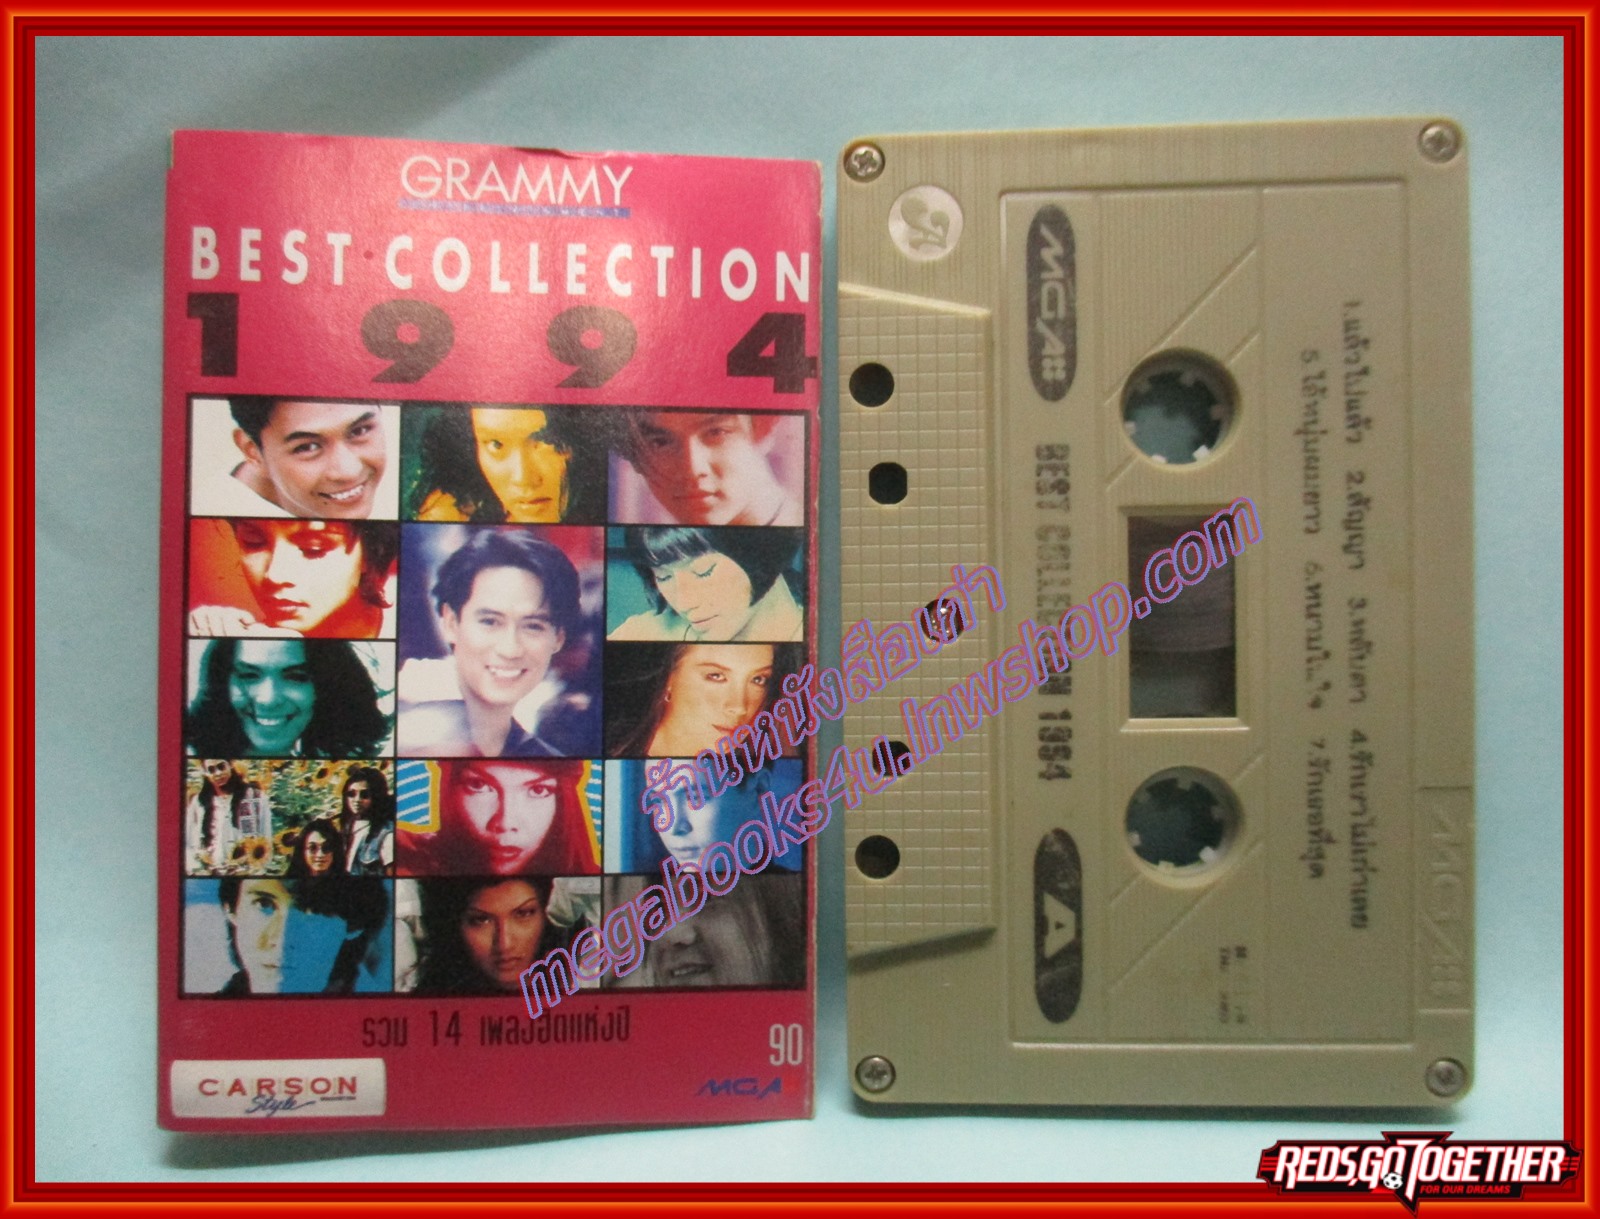 GRAMMY
BEST·COLLECTION
1994
รวม 14 เพลงฮิตแห่งปี
90
CARSON
Style
MGA
MGA
BEST COLLECTION 1994
A
1.แล้วไปแล้ว 2.สัญญา 3.หลับตา 4.รักเขาไม่เท่าเคย
5.ไอ้หนุ่มผมยาว 6.หนามในใจ 7.รักเธอที่สุด
ร้านหนังสือเก่า
megabooks4u.lnwshop.com
REDS,GO TOGETHER
FOR OUR DREAMS